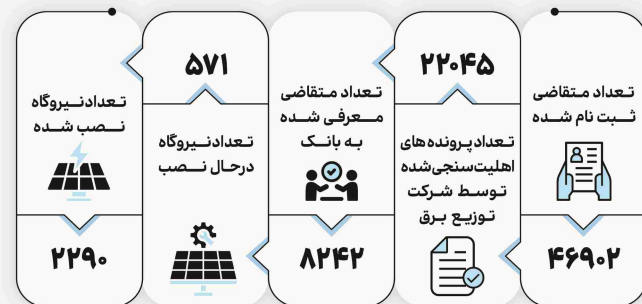 تعداد متقاضی
ثبت نام شده
۴۶۹۰۲
۲۲۰۴۵
تعداد پرونده های
اهلیت‌سنجی شده
توسط شرکت
توزیع برق
تعداد متقاضی
معرفی شده
به بانک
۸۲۴۲
۵۷۱
تعداد نیروگاه
درحال نصب
تعداد نیروگاه
نصب شده
۲۲۹۰